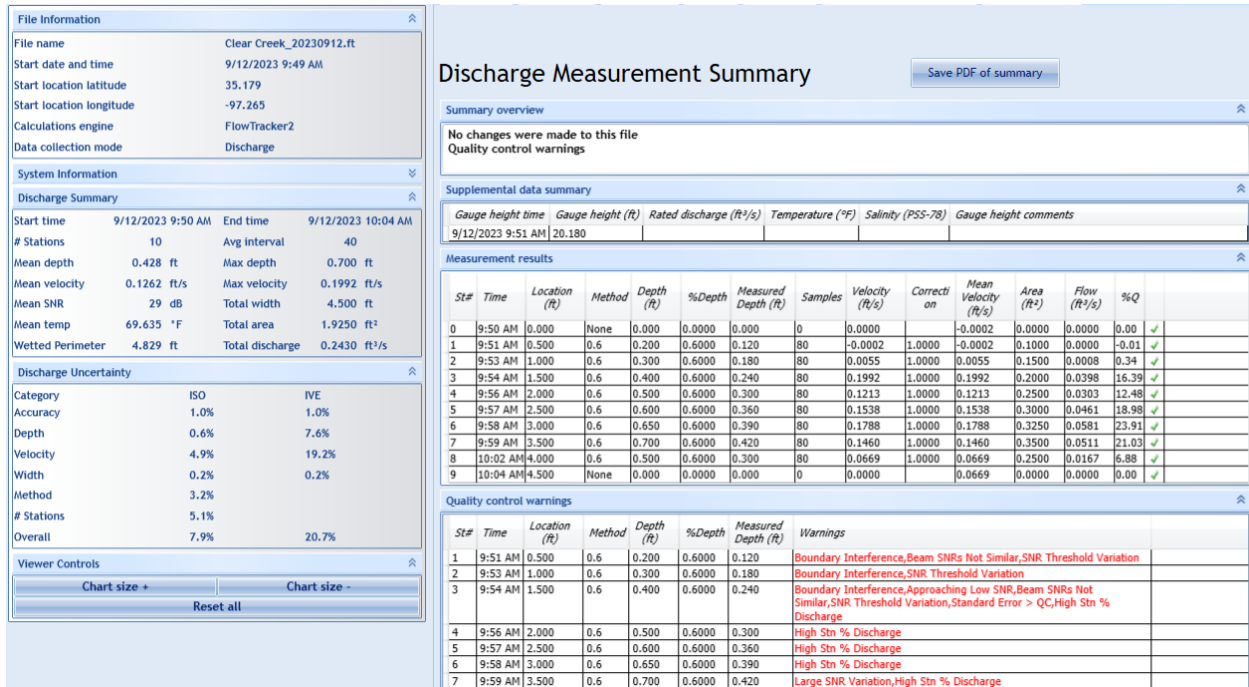 File Information
File name Clear Creek_20230912.ft
Start date and time 9/12/2023 9:49 AM
Start location latitude 35.179
Start location longitude -97.265
Calculations engine FlowTracker2
Data collection mode Discharge
System Information
Discharge Summary
Start time 9/12/2023 9:50 AM End time 9/12/2023 10:04 AM
# Stations 10 Avg interval 40
Mean depth 0.428 ft Max depth 0.700 ft
Mean velocity 0.1262 ft/s Max velocity 0.1992 ft/s
Mean SNR 29 dB Total width 4.500 ft
Mean temp 69.635 °F Total area 1.9250 ft²
Wetted Perimeter 4.829 ft Total discharge 0.2430 ft³/s
Discharge Uncertainty
Category ISO IVE
Accuracy 1.0% 1.0%
Depth 0.6% 7.6%
Velocity 4.9% 19.2%
Width 0.2% 0.2%
Method 3.2%
# Stations 5.1%
Overall 7.9% 20.7%
Viewer Controls
Chart size + Chart size -
Reset all
Discharge Measurement Summary
Save PDF of summary
Summary overview
No changes were made to this file
Quality control warnings
Supplemental data summary
Gauge height time Gauge height (ft) Rated discharge (ft³/s) Temperature (°F) Salinity (PSS-78) Gauge height comments
9/12/2023 9:51 AM 20.180
Measurement results
St# Time Location (ft) Method Depth (ft) %Depth Measured Depth (ft) Samples Velocity (ft/s) Correcti on Mean Velocity (ft/s) Area (ft²) Flow (ft³/s) %Q
0 9:50 AM 0.000 None 0.000 0.0000 0.000 0 0.0000 -0.0002 0.0000 0.0000 0.00
1 9:51 AM 0.500 0.6 0.200 0.6000 0.120 80 -0.0002 1.0000 -0.0002 0.1000 0.0000 -0.01
2 9:53 AM 1.000 0.6 0.300 0.6000 0.180 80 0.0055 1.0000 0.0055 0.1500 0.0008 0.34
3 9:54 AM 1.500 0.6 0.400 0.6000 0.240 80 0.1992 1.0000 0.1992 0.2000 0.0398 16.39
4 9:56 AM 2.000 0.6 0.500 0.6000 0.300 80 0.1213 1.0000 0.1213 0.2500 0.0303 12.48
5 9:57 AM 2.500 0.6 0.600 0.6000 0.360 80 0.1538 1.0000 0.1538 0.3000 0.0461 18.98
6 9:58 AM 3.000 0.6 0.650 0.6000 0.390 80 0.1788 1.0000 0.1788 0.3250 0.0581 23.91
7 9:59 AM 3.500 0.6 0.700 0.6000 0.420 80 0.1460 1.0000 0.1460 0.3500 0.0511 21.03
8 10:02 AM 4.000 0.6 0.500 0.6000 0.300 80 0.0669 1.0000 0.0669 0.2500 0.0167 6.88
9 10:04 AM 4.500 None 0.000 0.0000 0.000 0 0.0000 0.0669 0.0000 0.0000 0.00
Quality control warnings
St# Time Location (ft) Method Depth (ft) %Depth Measured Depth (ft) Warnings
1 9:51 AM 0.500 0.6 0.200 0.6000 0.120 Boundary Interference,Beam SNRs Not Similar,SNR Threshold Variation
2 9:53 AM 1.000 0.6 0.300 0.6000 0.180 Boundary Interference,SNR Threshold Variation
3 9:54 AM 1.500 0.6 0.400 0.6000 0.240 Boundary Interference,Approaching Low SNR,Beam SNRs Not
Similar,SNR Threshold Variation,Standard Error > QC,High Stn %
Discharge
4 9:56 AM 2.000 0.6 0.500 0.6000 0.300 High Stn % Discharge
5 9:57 AM 2.500 0.6 0.600 0.6000 0.360 High Stn % Discharge
6 9:58 AM 3.000 0.6 0.650 0.6000 0.390 High Stn % Discharge
7 9:59 AM 3.500 0.6 0.700 0.6000 0.420 Large SNR Variation,High Stn % Discharge